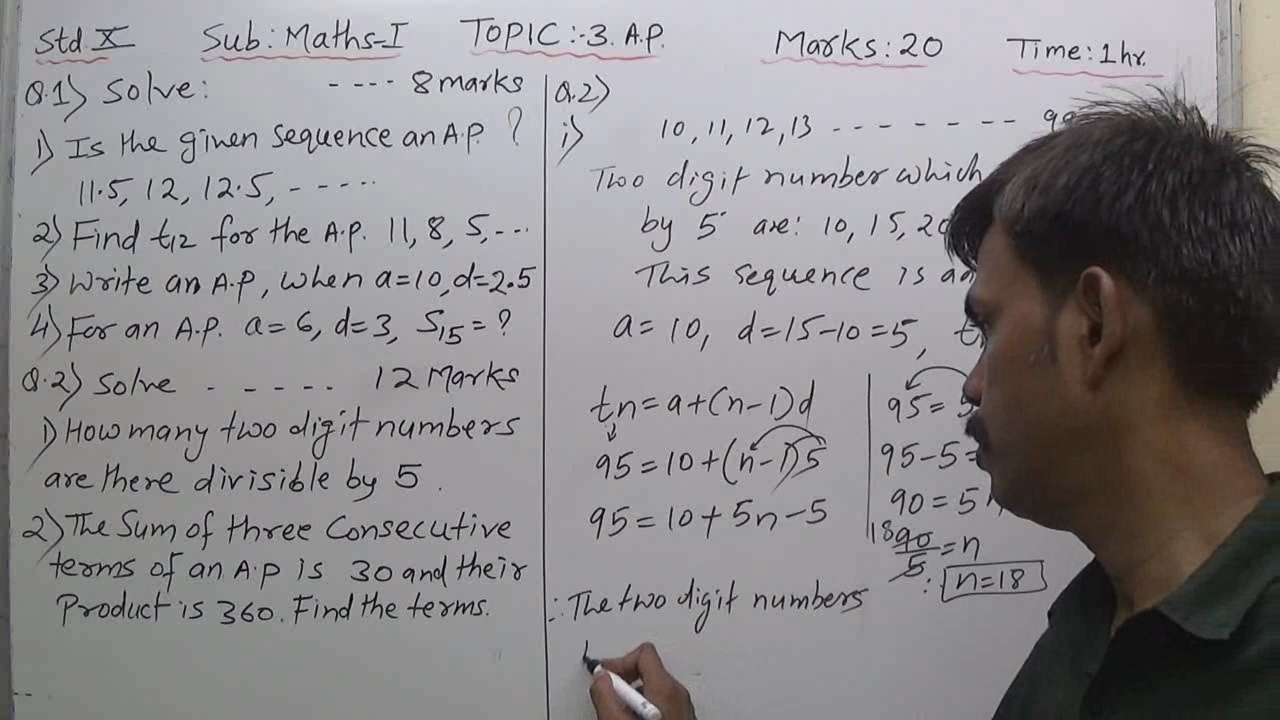 Std X Sub: Maths-I TOPIC:-3. A.P. Marks: 20 Time: 1 hr.
Q.1) Solve: ---- 8 marks
1) Is the given sequence an A.P. ?
11.5, 12, 12.5, -----
2) Find t12 for the A.P. 11, 8, 5, ---
3) Write an A.P, when a=10, d=2.5
4) For an A.P. a=6, d=3, S15=?
Q.2) Solve ----- 12 Marks
1) How many two digit numbers
are there divisible by 5.
2) The Sum of three Consecutive
terms of an A.P is 30 and their
Product is 360. Find the terms.
Q.2)
i) 10, 11, 12, 13 --------
Two digit number which
by 5 are: 10, 15,
This sequence is
a=10, d=15-10=5,
tn=a+(n-1)d
95=10+(n-1)5
95=10+5n-5
95=
95-5=
90=5n
18 90/5=n
∴ n=18
∴ The two digit numbers